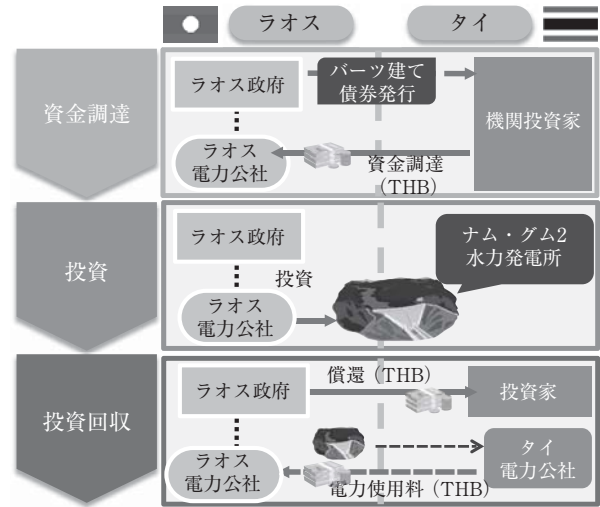 ラオス
タイ
資金調達
ラオス政府
バーツ建て
債券発行
機関投資家
ラオス
電力公社
資金調達
(THB)
投資
ラオス政府
ナム・グム2
水力発電所
投資
ラオス
電力公社
投資回収
ラオス政府
償還(THB)
投資家
ラオス
電力公社
タイ
電力公社
電力使用料(THB)